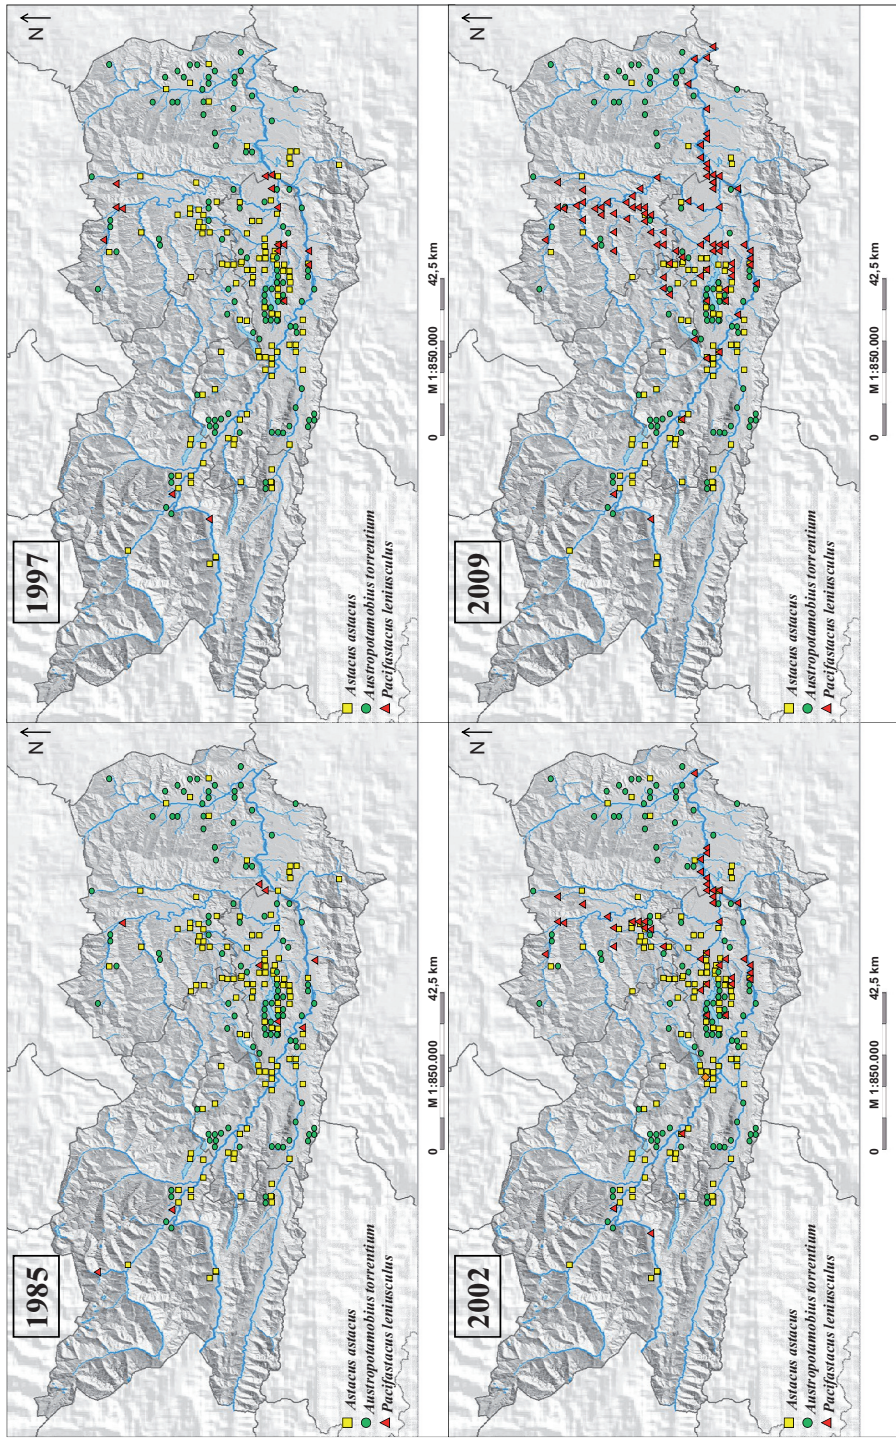 1985
N
Astacus astacus
Austropotamobius torrentium
Pacifastacus leniusculus
0 M 1:850.000 42,5 km
1997
N
Astacus astacus
Austropotamobius torrentium
Pacifastacus leniusculus
0 M 1:850.000 42,5 km
2002
N
Astacus astacus
Austropotamobius torrentium
Pacifastacus leniusculus
0 M 1:850.000 42,5 km
2009
N
Astacus astacus
Austropotamobius torrentium
Pacifastacus leniusculus
0 M 1:850.000 42,5 km